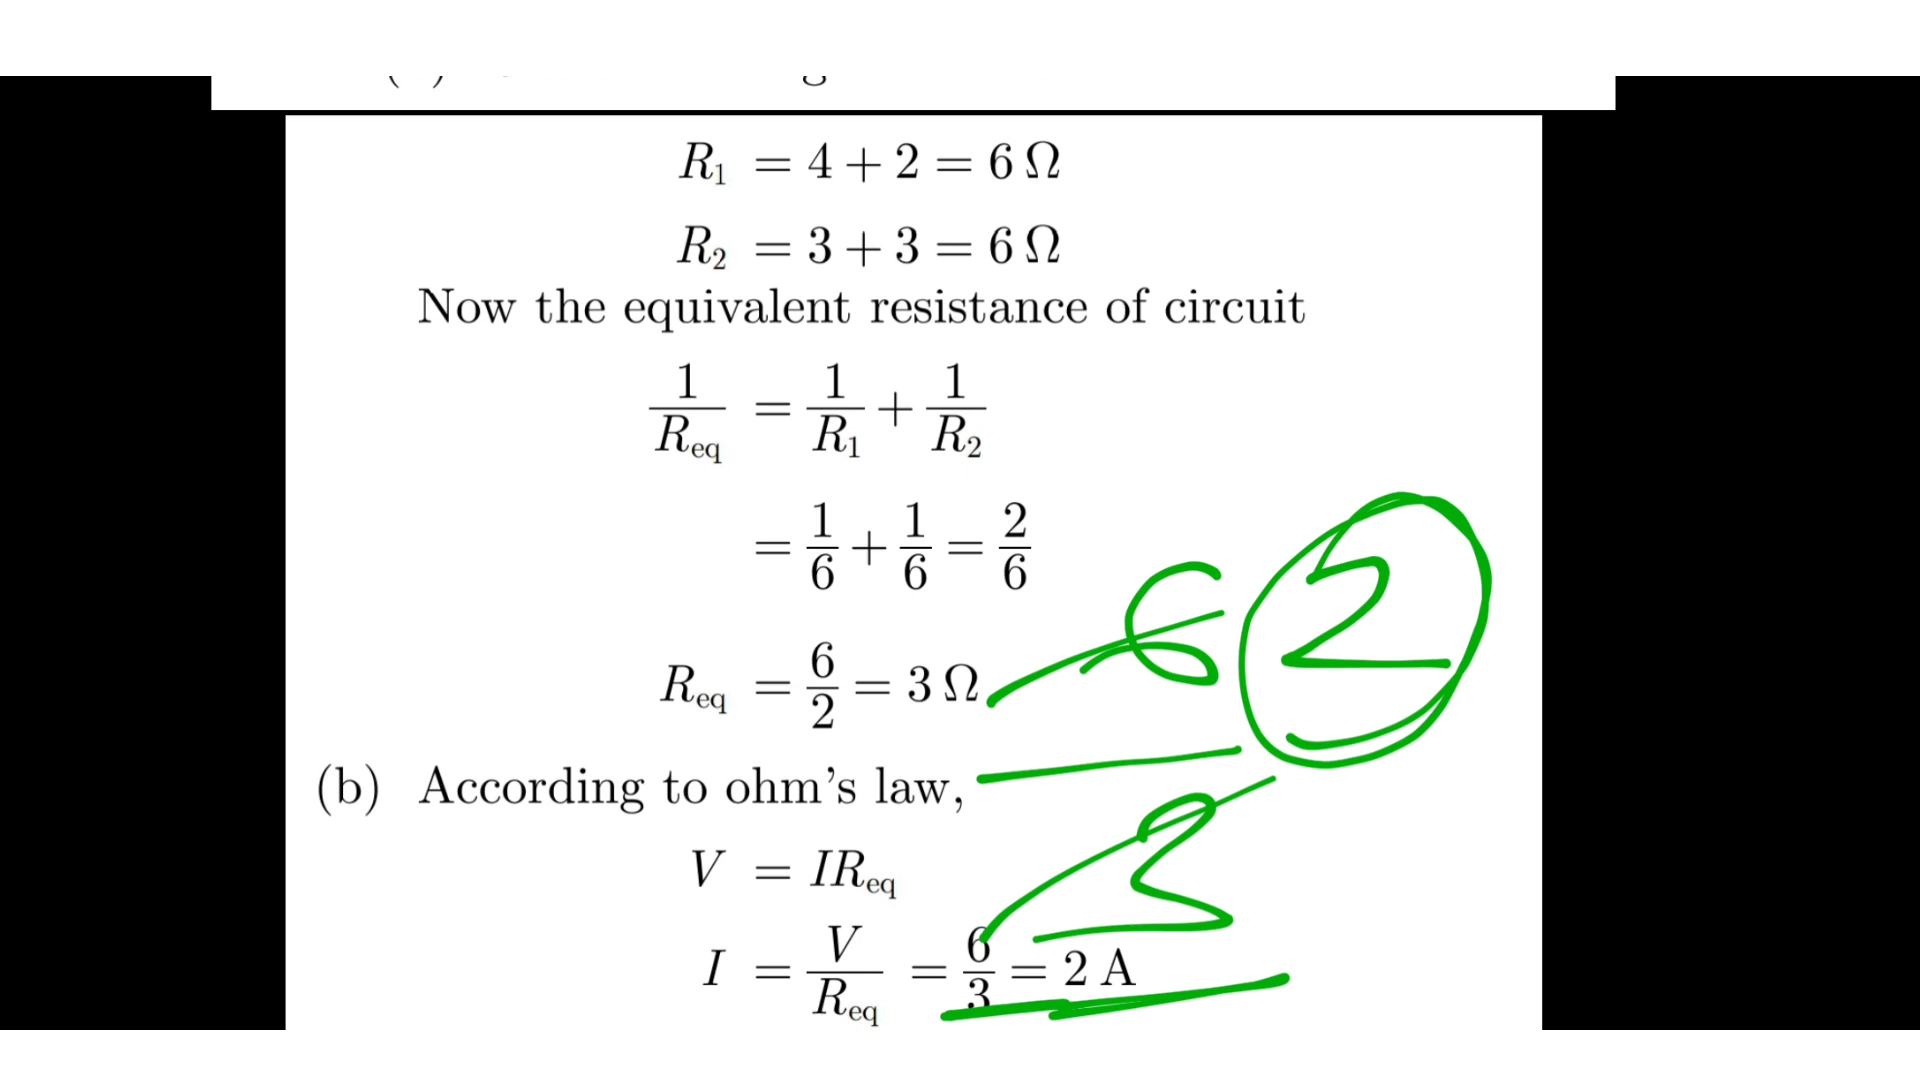 R₁ = 4 + 2 = 6 Ω
R₂ = 3 + 3 = 6 Ω
Now the equivalent resistance of circuit
1/R_eq = 1/R₁ + 1/R₂
= 1/6 + 1/6 = 2/6
R_eq = 6/2 = 3 Ω
2
(b) According to ohm's law,
V = IR_eq
2
I = V/R_eq = 6/3 = 2 A